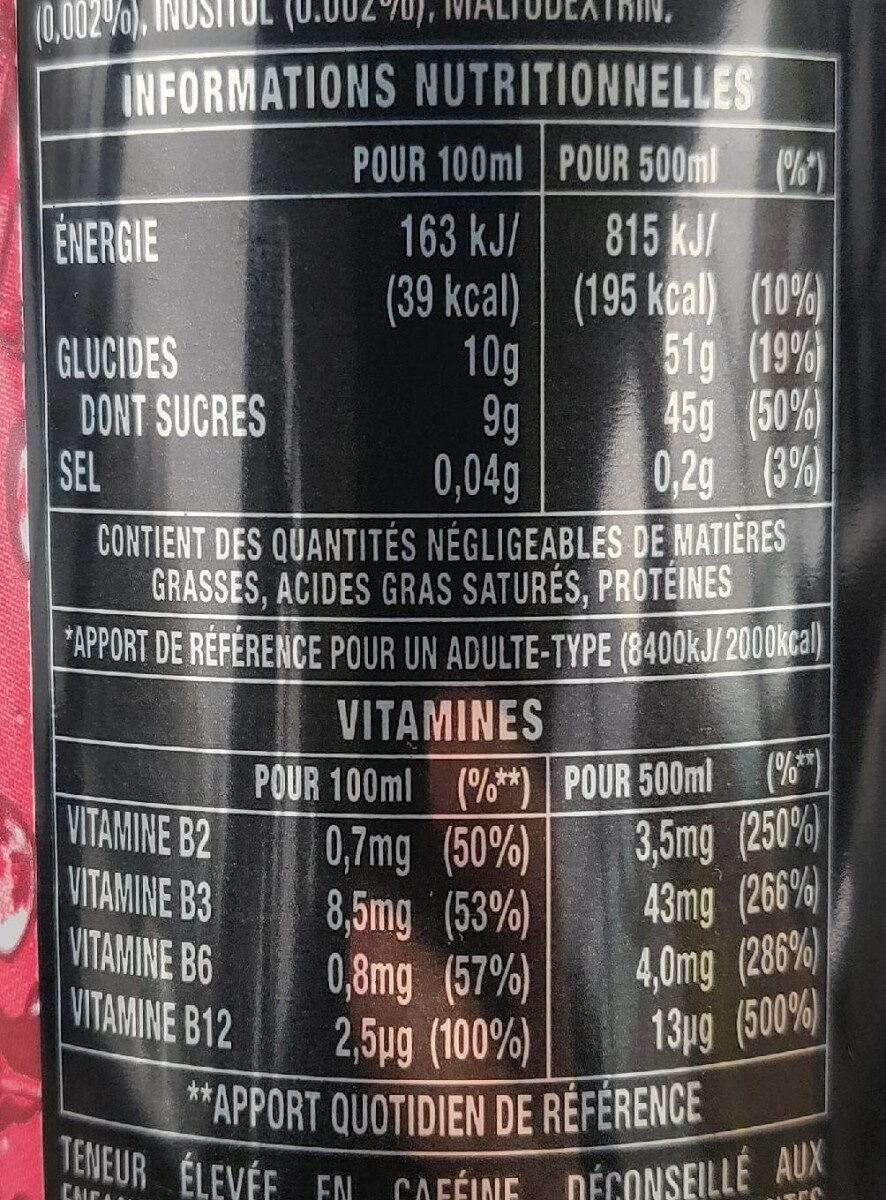 (0,002%), INOSITOL (0.002%), MALTODEXTRIN.
INFORMATIONS NUTRITIONNELLES
POUR 100ml POUR 500ml (%*)
ÉNERGIE 163 kJ/ 815 kJ/
(39 kcal) (195 kcal) (10%)
GLUCIDES 10g 51g (19%)
DONT SUCRES 9g 45g (50%)
SEL 0,04g 0,2g (3%)
CONTIENT DES QUANTITÉS NÉGLIGEABLES DE MATIÈRES
GRASSES, ACIDES GRAS SATURÉS, PROTÉINES
*APPORT DE RÉFÉRENCE POUR UN ADULTE-TYPE (8400kJ/2000kcal)
VITAMINES
POUR 100ml (%**) POUR 500ml (%**)
VITAMINE B2 0,7mg (50%) 3,5mg (250%)
VITAMINE B3 8,5mg (53%) 43mg (266%)
VITAMINE B6 0,8mg (57%) 4,0mg (286%)
VITAMINE B12 2,5µg (100%) 13µg (500%)
**APPORT QUOTIDIEN DE RÉFÉRENCE
TENEUR ÉLEVÉE EN CAFÉINE DÉCONSEILLÉ AUX